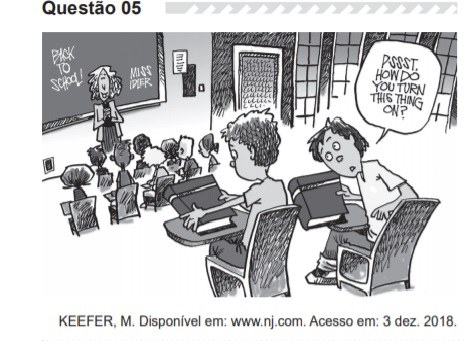 Questão 05
BACK
TO
SCHOOL!
MISS
IDLER
PSSST.
HOW DO
YOU TURN
THIS THING
ON?
KEEFER, M. Disponível em: www.nj.com. Acesso em: 3 dez. 2018.